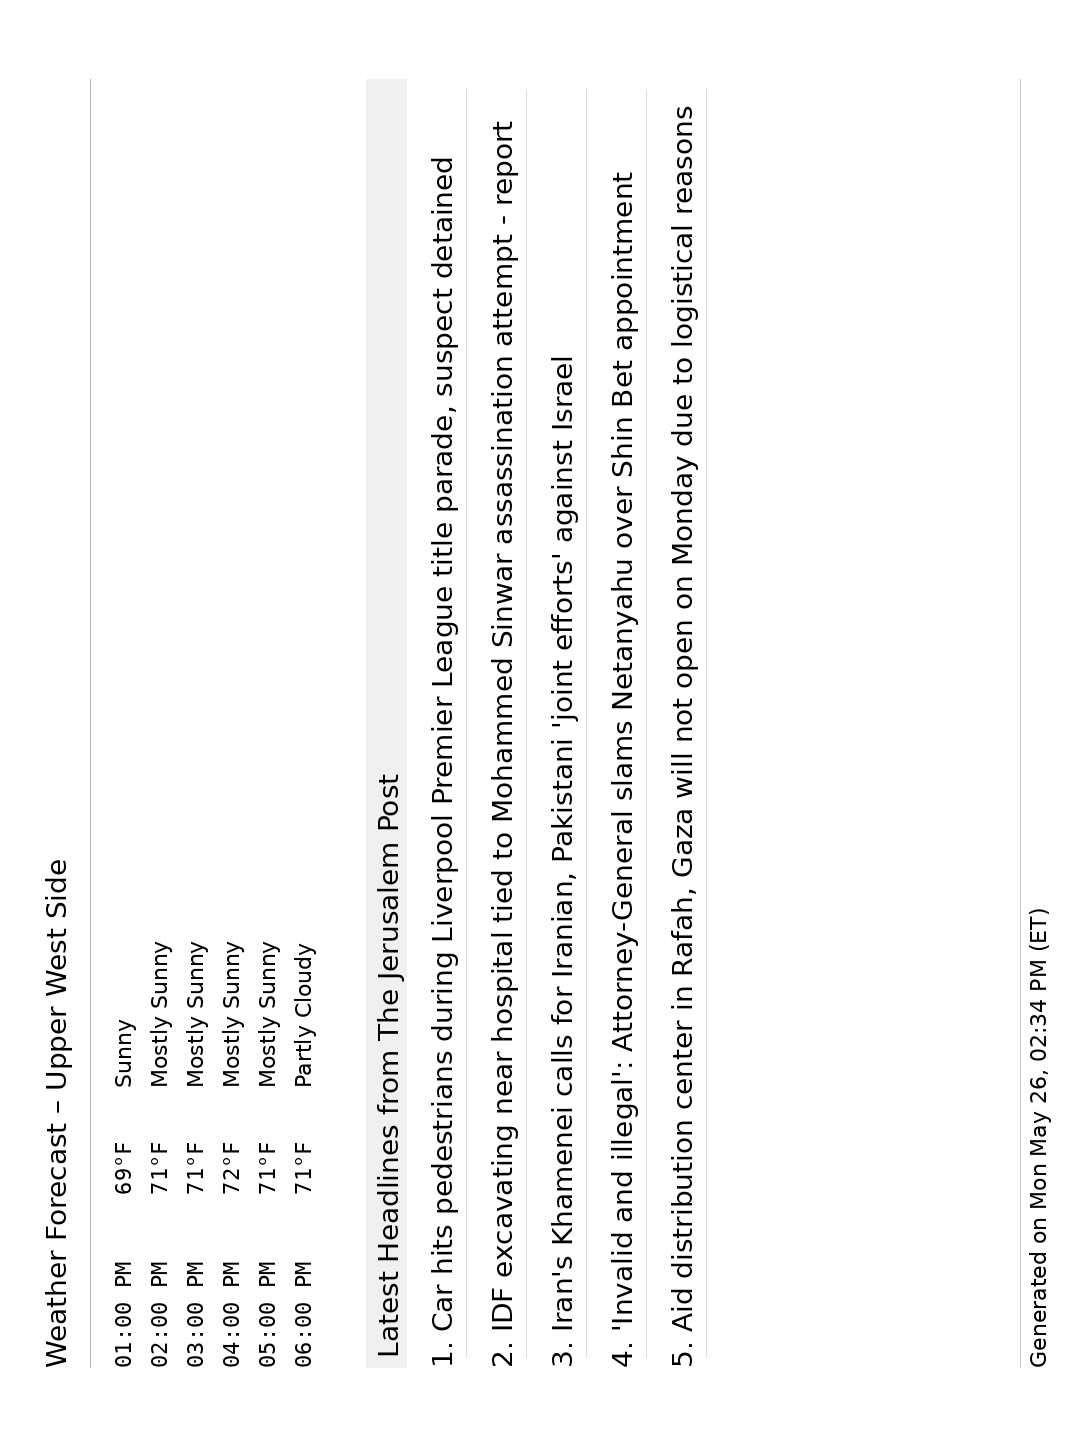 Weather Forecast – Upper West Side
01:00 PM 69°F Sunny
02:00 PM 71°F Mostly Sunny
03:00 PM 71°F Mostly Sunny
04:00 PM 72°F Mostly Sunny
05:00 PM 71°F Mostly Sunny
06:00 PM 71°F Partly Cloudy
Latest Headlines from The Jerusalem Post
1. Car hits pedestrians during Liverpool Premier League title parade, suspect detained
2. IDF excavating near hospital tied to Mohammed Sinwar assassination attempt - report
3. Iran's Khamenei calls for Iranian, Pakistani 'joint efforts' against Israel
4. 'Invalid and illegal': Attorney-General slams Netanyahu over Shin Bet appointment
5. Aid distribution center in Rafah, Gaza will not open on Monday due to logistical reasons
Generated on Mon May 26, 02:34 PM (ET)